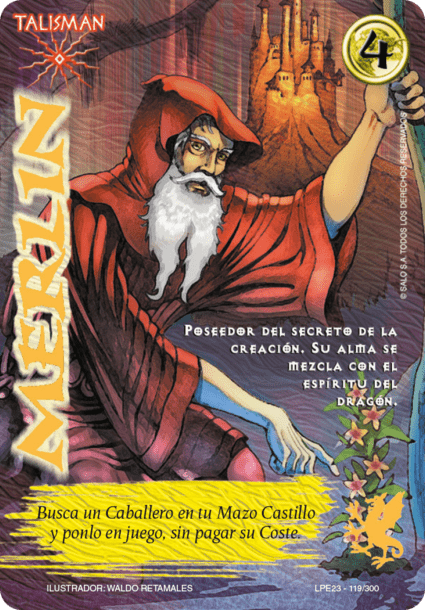 TALISMAN
4
MERLIN
© SALO S.A. TODOS LOS DERECHOS RESERVADOS
POSEEDOR DEL SECRETO DE LA
CREACIÓN. SU ALMA SE
MEZCLA CON EL
ESPÍRITU DEL
DRAGÓN.
Busca un Caballero en tu Mazo Castillo
y ponlo en juego, sin pagar su Coste.
ILUSTRADOR: WALDO RETAMALES
LPE23 - 119/300